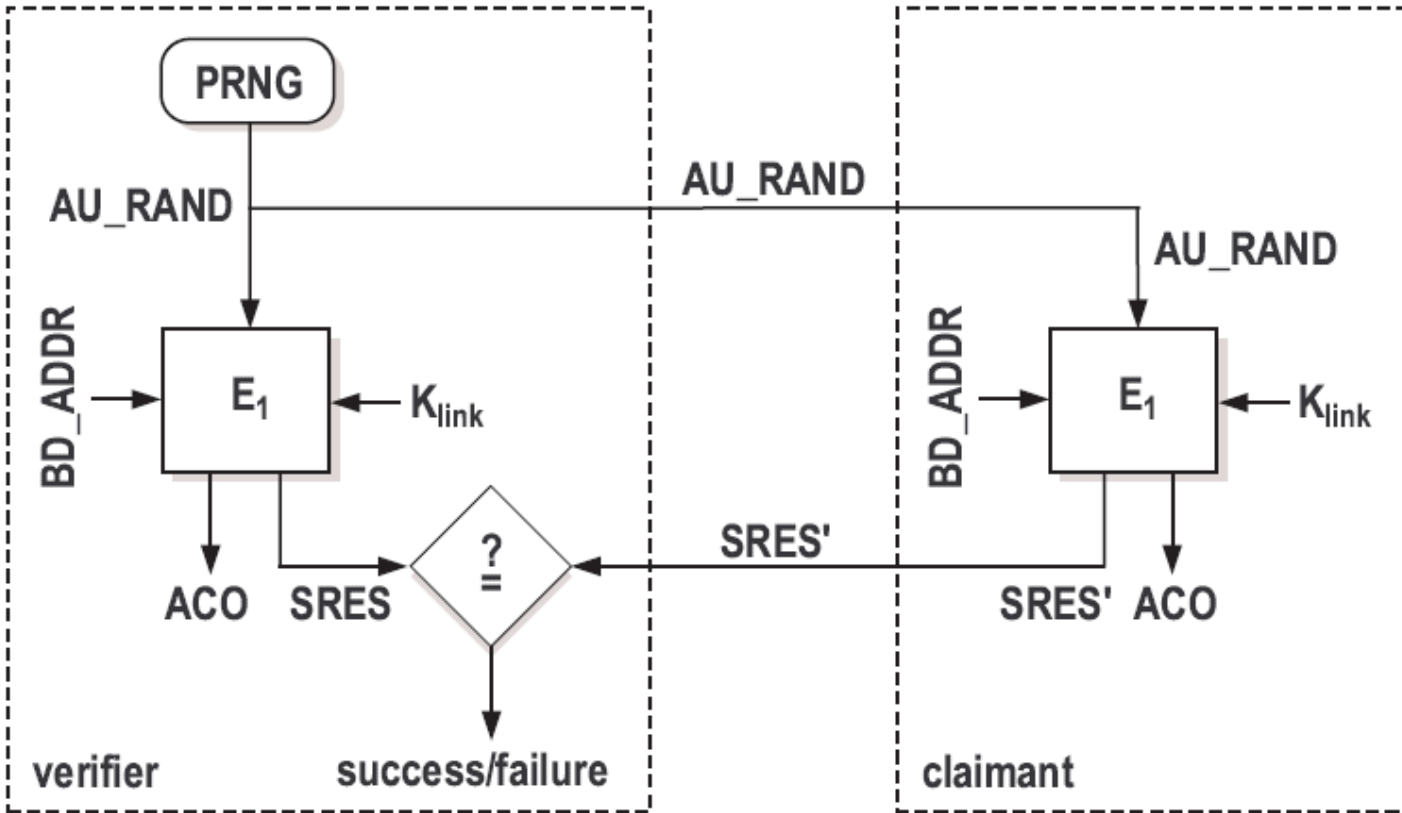 PRNG
AU_RAND
AU_RAND
AU_RAND
BD_ADDR
E1
Klink
BD_ADDR
E1
Klink
?
=
SRES'
ACO
SRES
SRES'
ACO
verifier
success/failure
claimant